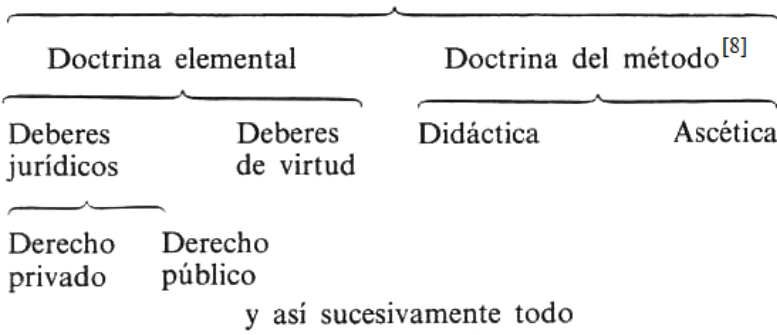 Doctrina elemental Doctrina del método[8]
Deberes jurídicos Deberes de virtud Didáctica Ascética
Derecho privado Derecho público
y así sucesivamente todo